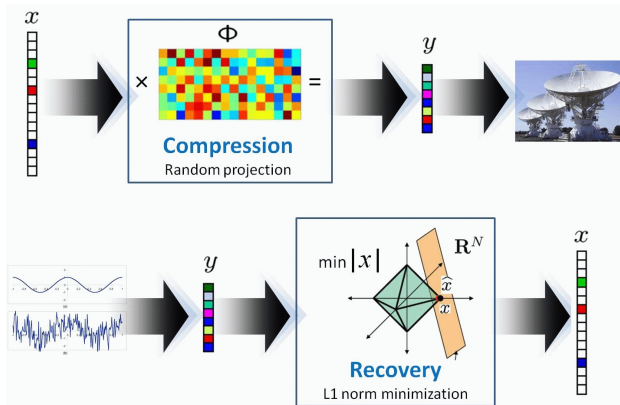 x
Φ
× =
y
Compression
Random projection
y
min |x|
R^N
x̂
x
Recovery
L1 norm minimization
x